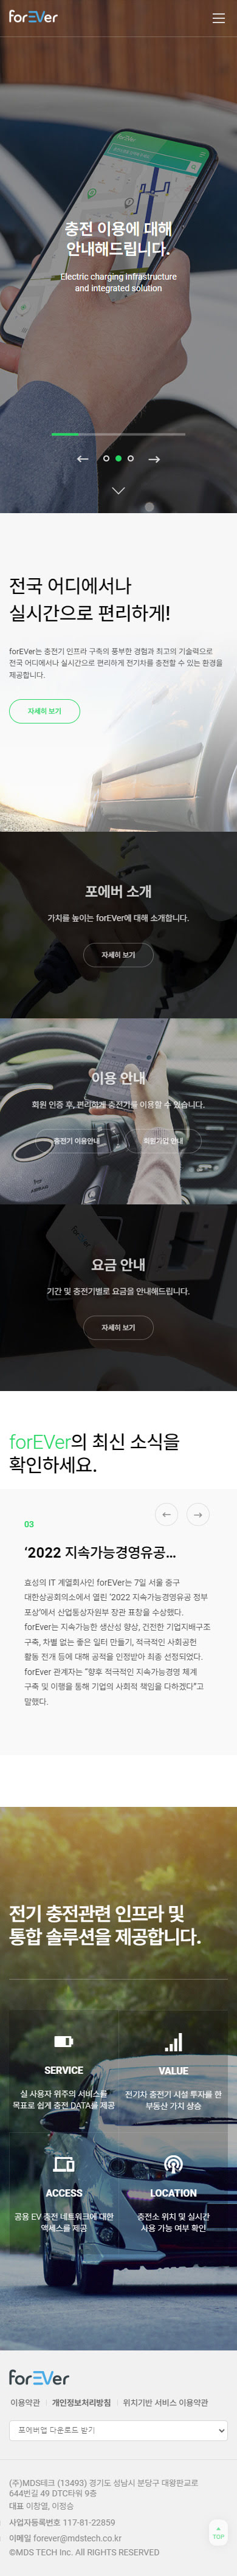 forEVer
충전 이용에 대해
안내해드립니다.
Electric charging infrastructure
and integrated solution
전국 어디에서나
실시간으로 편리하게!
forEVer는 충전기 인프라 구축의 풍부한 경험과 최고의 기술력으로
전국 어디에서나 실시간으로 편리하게 전기차를 충전할 수 있는 환경을
제공합니다.
자세히 보기
포에버 소개
가치를 높이는 forEVer에 대해 소개합니다.
자세히 보기
이용 안내
회원 인증 후, 편리하게 충전기를 이용할 수 있습니다.
충전기 이용안내 회원가입 안내
요금 안내
기간 및 충전기별로 요금을 안내해드립니다.
자세히 보기
forEVer의 최신 소식을
확인하세요.
03
‘2022 지속가능경영유공...
효성의 IT 계열회사인 forEVer는 7일 서울 중구
대한상공회의소에서 열린 ‘2022 지속가능경영유공 정부
포상’에서 산업통상자원부 장관 표창을 수상했다.
forEver는 지속가능한 생산성 향상, 건전한 기업지배구조
구축, 차별 없는 좋은 일터 만들기, 적극적인 사회공헌
활동 전개 등에 대해 공적을 인정받아 최종 선정되었다.
forEver 관계자는 “향후 적극적인 지속가능경영 체계
구축 및 이행을 통해 기업의 사회적 책임을 다하겠다”고
말했다.
전기 충전관련 인프라 및
통합 솔루션을 제공합니다.
SERVICE
실 사용자 위주의 서비스를
목표로 쉽게 충전 DATA를 제공
VALUE
전기차 충전기 시설 투자를 한
부동산 가치 상승
ACCESS
공용 EV 충전 네트워크에 대한
액세스를 제공
LOCATION
충전소 위치 및 실시간
사용 가능 여부 확인
forEVer
이용약관 개인정보처리방침 위치기반 서비스 이용약관
포에버앱 다운로드 받기
(주)MDS테크 (13493) 경기도 성남시 분당구 대왕판교로
644번길 49 DTC타워 9층
대표 이창열, 이정승
사업자등록번호 117-81-22859
이메일 forever@mdstech.co.kr
©MDS TECH Inc. All RIGHTS RESERVED
TOP